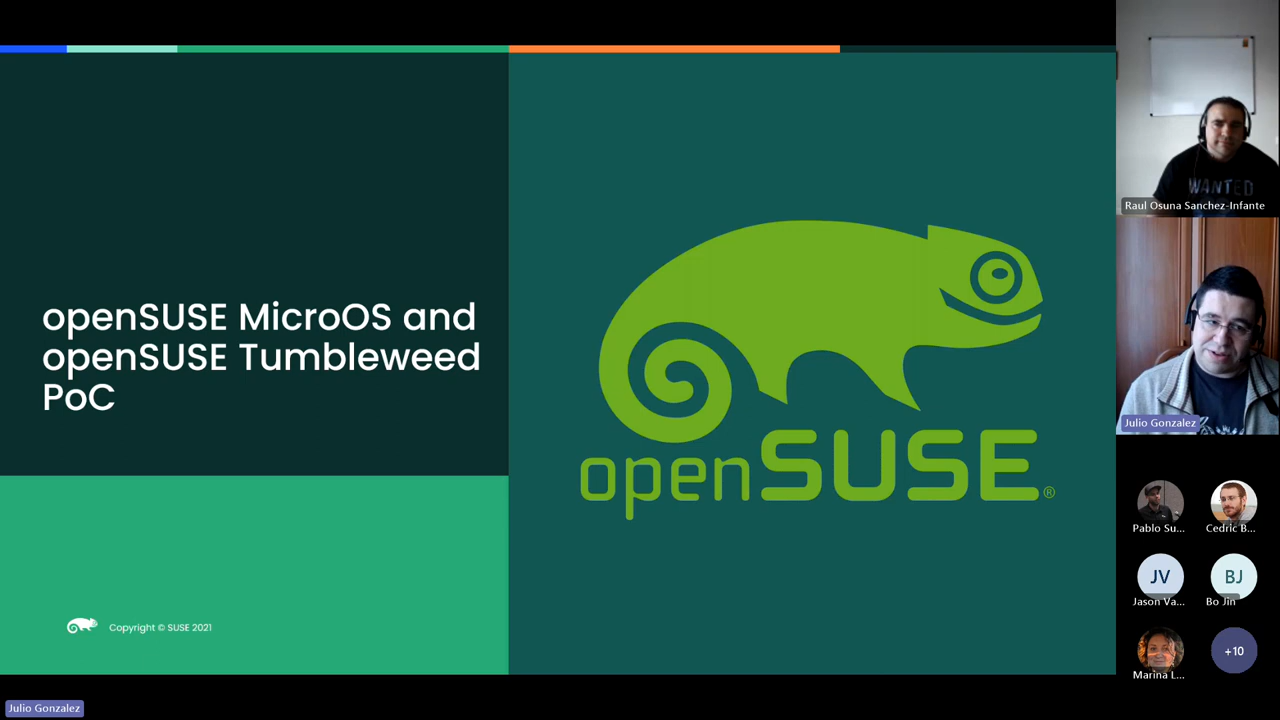 openSUSE MicroOS and
openSUSE Tumbleweed
PoC
Copyright © SUSE 2021
openSUSE®
WANTED
Raul Osuna Sanchez-Infante
Julio Gonzalez
Pablo Su...
Cedric B...
JV
Jason Va...
BJ
Bo Jin
Marina L...
+10
Julio Gonzalez